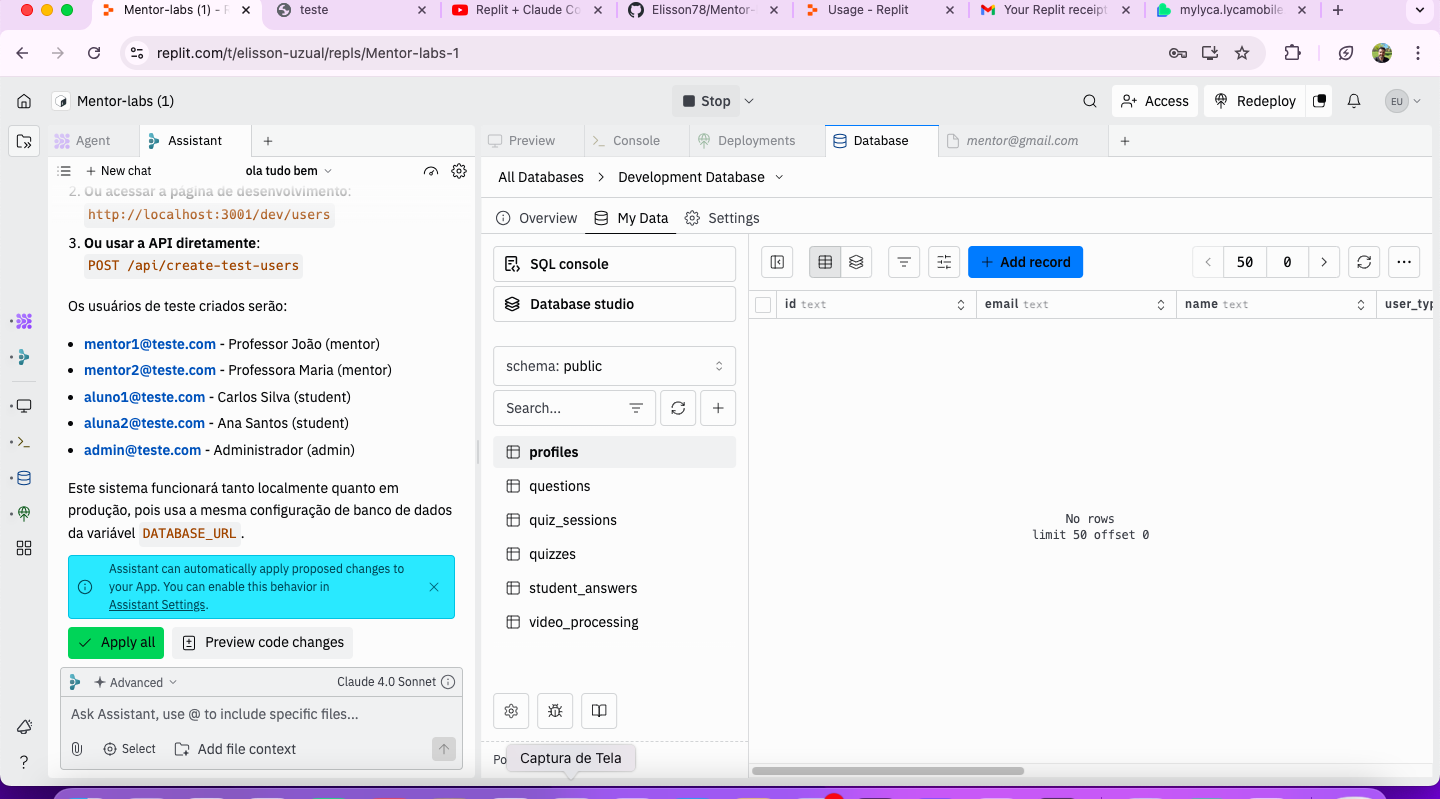 Mentor-labs (1) - R
teste
Replit + Claude Co
Elisson78/Mentor-
Usage - Replit
Your Replit receipt
mylyca.lycamobile
replit.com/t/elisson-uzual/repls/Mentor-labs-1
Mentor-labs (1)
Stop
Access
Redeploy
EU
Agent
Assistant
Preview
Console
Deployments
Database
mentor@gmail.com
New chat
ola tudo bem
All Databases
Development Database
2. Ou acessar a página de desenvolvimento:
http://localhost:3001/dev/users
3. Ou usar a API diretamente:
POST /api/create-test-users
Os usuários de teste criados serão:
• mentor1@teste.com - Professor João (mentor)
• mentor2@teste.com - Professora Maria (mentor)
• aluno1@teste.com - Carlos Silva (student)
• aluna2@teste.com - Ana Santos (student)
• admin@teste.com - Administrador (admin)
Este sistema funcionará tanto localmente quanto em
produção, pois usa a mesma configuração de banco de dados
da variável DATABASE_URL.
Assistant can automatically apply proposed changes to
your App. You can enable this behavior in
Assistant Settings.
Apply all
Preview code changes
Advanced
Claude 4.0 Sonnet
Ask Assistant, use @ to include specific files...
Select
Add file context
Overview
My Data
Settings
SQL console
Database studio
schema: public
Search...
profiles
questions
quiz_sessions
quizzes
student_answers
video_processing
Po
Captura de Tela
Add record
50
0
id text
email text
name text
user_typ
No rows
limit 50 offset 0